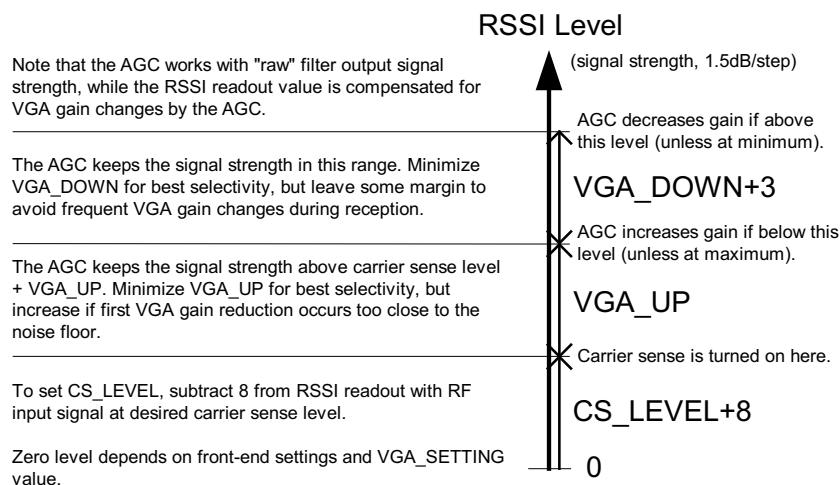 RSSI Level
(signal strength, 1.5dB/step)
Note that the AGC works with "raw" filter output signal
strength, while the RSSI readout value is compensated for
VGA gain changes by the AGC.
AGC decreases gain if above
this level (unless at minimum).
The AGC keeps the signal strength in this range. Minimize
VGA_DOWN for best selectivity, but leave some margin to
avoid frequent VGA gain changes during reception.
VGA_DOWN+3
AGC increases gain if below this
level (unless at maximum).
The AGC keeps the signal strength above carrier sense level
+ VGA_UP. Minimize VGA_UP for best selectivity, but
increase if first VGA gain reduction occurs too close to the
noise floor.
VGA_UP
Carrier sense is turned on here.
To set CS_LEVEL, subtract 8 from RSSI readout with RF
input signal at desired carrier sense level.
CS_LEVEL+8
Zero level depends on front-end settings and VGA_SETTING
value.
0